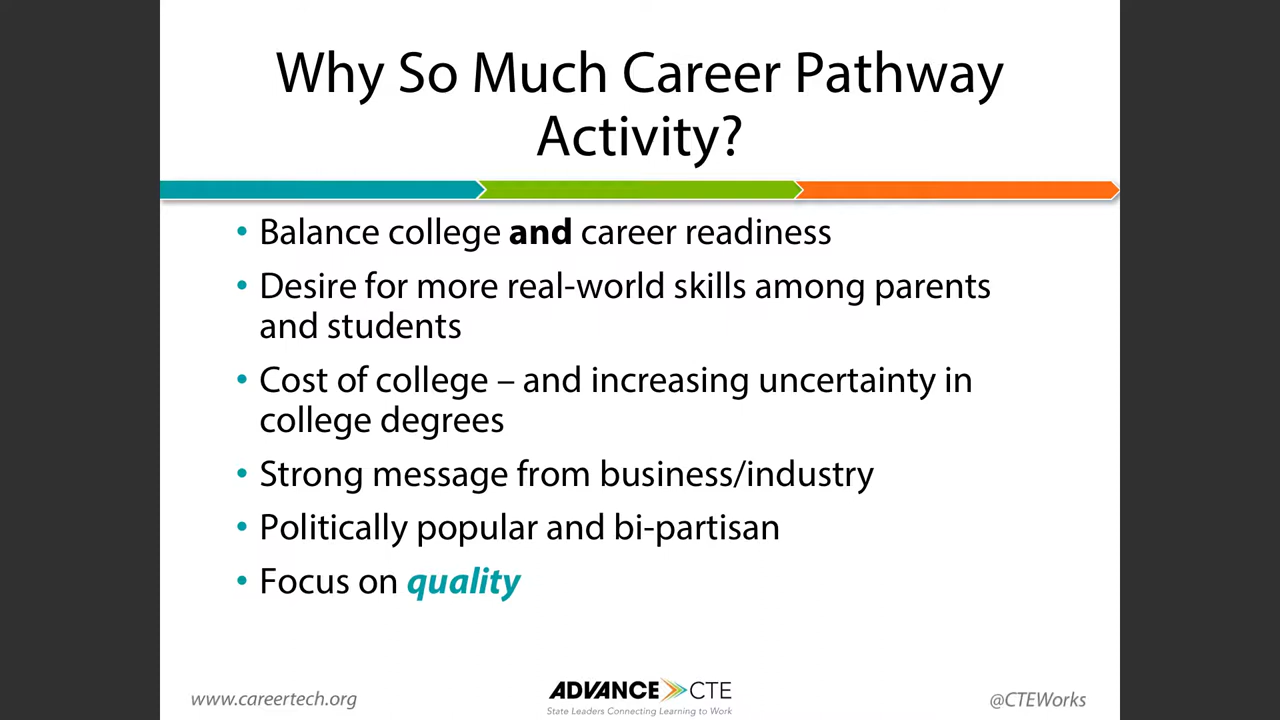 Why So Much Career Pathway
Activity?
• Balance college and career readiness
• Desire for more real-world skills among parents
and students
• Cost of college – and increasing uncertainty in
college degrees
• Strong message from business/industry
• Politically popular and bi-partisan
• Focus on quality
www.careertech.org
ADVANCE CTE
State Leaders Connecting Learning to Work
@CTEWorks